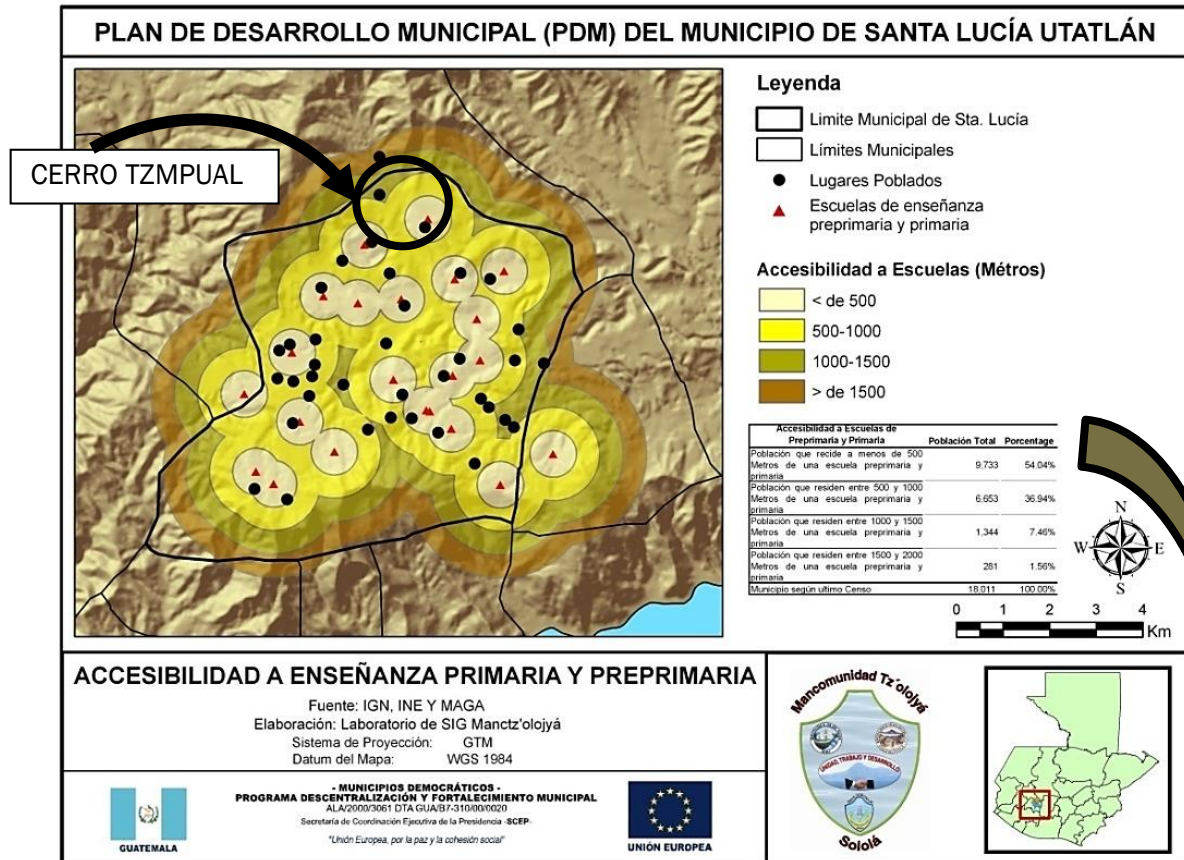 PLAN DE DESARROLLO MUNICIPAL (PDM) DEL MUNICIPIO DE SANTA LUCÍA UTATLÁN
CERRO TZMPUAL
Leyenda
Limite Municipal de Sta. Lucía
Límites Municipales
Lugares Poblados
Escuelas de enseñanza
preprimaria y primaria
Accesibilidad a Escuelas (Métros)
< de 500
500-1000
1000-1500
> de 1500
Accesibilidad a Escuelas de
Preprimaria y Primaria Población Total Porcentage
Población que recide a menos de 500
Metros de una escuela preprimaria y
primaria 9,733 54.04%
Población que residen entre 500 y 1000
Metros de una escuela preprimaria y
primaria 6,653 36.94%
Población que residen entre 1000 y 1500
Metros de una escuela preprimaria y
primaria 1,344 7.46%
Población que residen entre 1500 y 2000
Metros de una escuela preprimaria y
primaria 281 1.56%
Municipio según ultimo Censo 18,011 100.00%
N
W E
S
0 1 2 3 4
Km
ACCESIBILIDAD A ENSEÑANZA PRIMARIA Y PREPRIMARIA
Fuente: IGN, INE Y MAGA
Elaboración: Laboratorio de SIG Manctz'olojyá
Sistema de Proyección: GTM
Datum del Mapa: WGS 1984
- MUNICIPIOS DEMOCRÁTICOS -
PROGRAMA DESCENTRALIZACIÓN Y FORTALECIMIENTO MUNICIPAL
ALA/2000/3061 DTA GUA/B7-310/00/0020
Secretaría de Coordinación Ejecutiva de la Presidencia -SCEP-
"Unión Europea, por la paz y la cohesión social"
GUATEMALA
UNIÓN EUROPEA
Mancomunidad Tz'olojyá
UNIDAD, TRABAJO Y DESARROLLO
Sololá